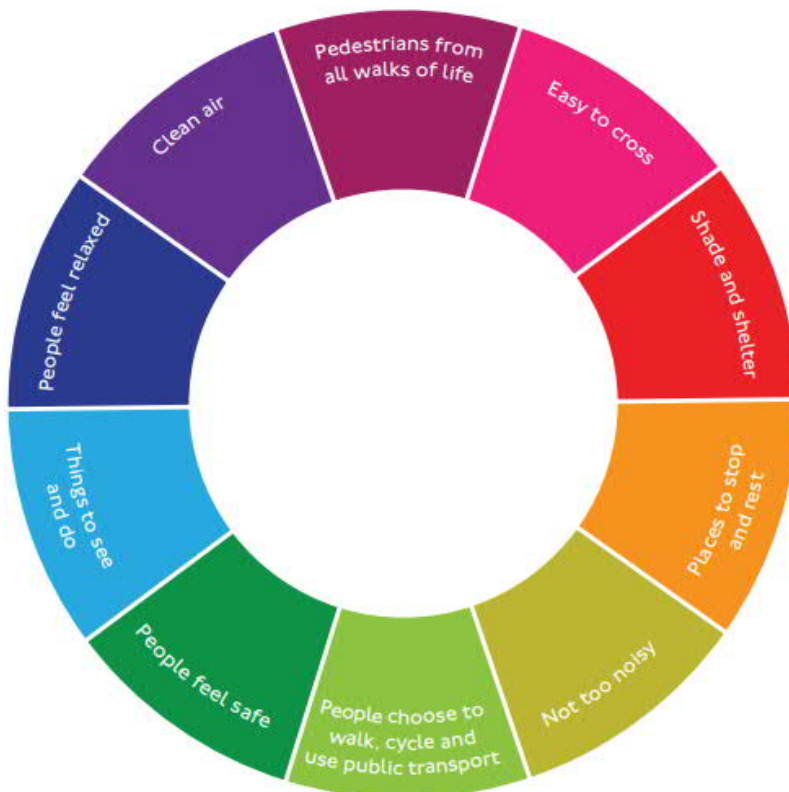 Pedestrians from
all walks of life
Easy to cross
Shade and shelter
Places to stop
and rest
Not too noisy
People choose to
walk, cycle and
use public transport
People feel safe
Things to see
and do
People feel relaxed
Clean air